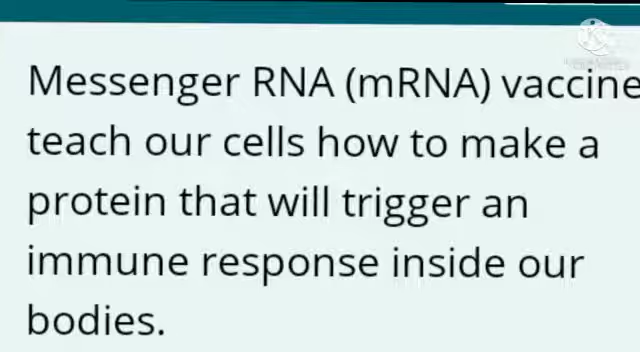 Messenger RNA (mRNA) vaccine
teach our cells how to make a
protein that will trigger an
immune response inside our
bodies.